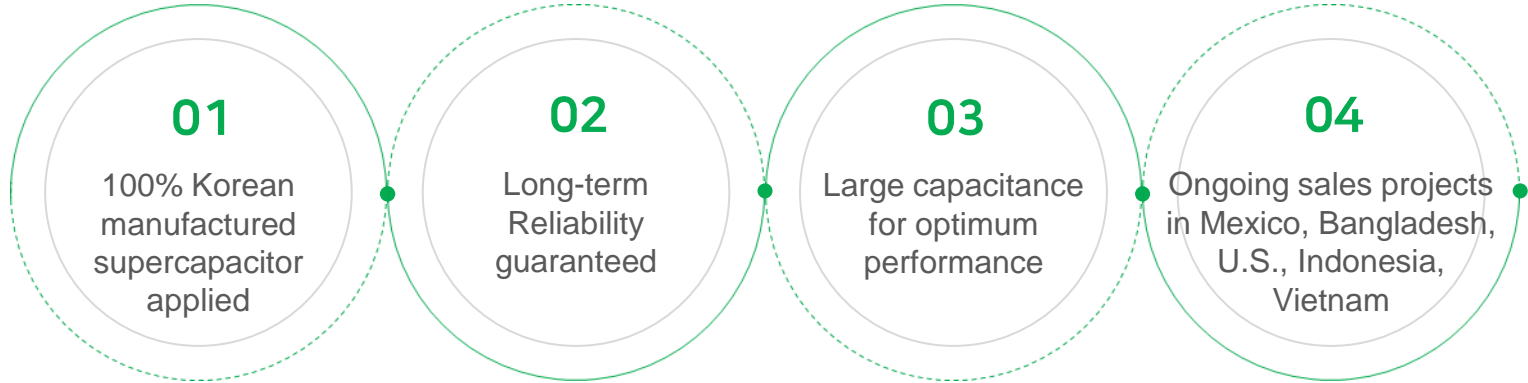 01
100% Korean
manufactured
supercapacitor
applied
02
Long-term
Reliability
guaranteed
03
Large capacitance
for optimum
performance
04
Ongoing sales projects
in Mexico, Bangladesh,
U.S., Indonesia,
Vietnam